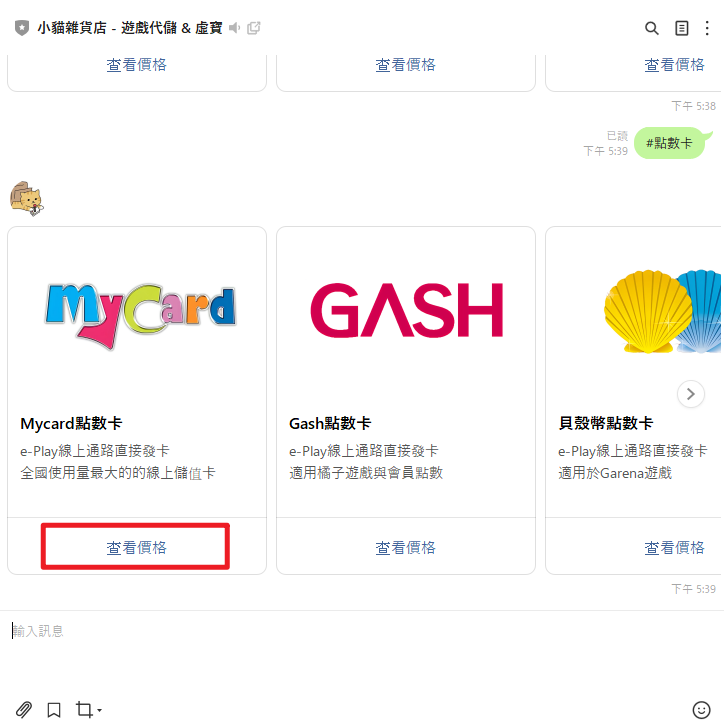 小貓雜貨店 - 遊戲代儲 & 虛寶
查看價格
查看價格
查看價格
下午 5:38
已讀
下午 5:39
#點數卡
MyCard
GASH
Mycard點數卡
e-Play線上通路直接發卡
全國使用量最大的的線上儲值卡
查看價格
Gash點數卡
e-Play線上通路直接發卡
適用橘子遊戲與會員點數
查看價格
貝殼幣點數卡
e-Play線上通路直接發卡
適用於Garena遊戲
查看價格
下午 5:39
輸入訊息